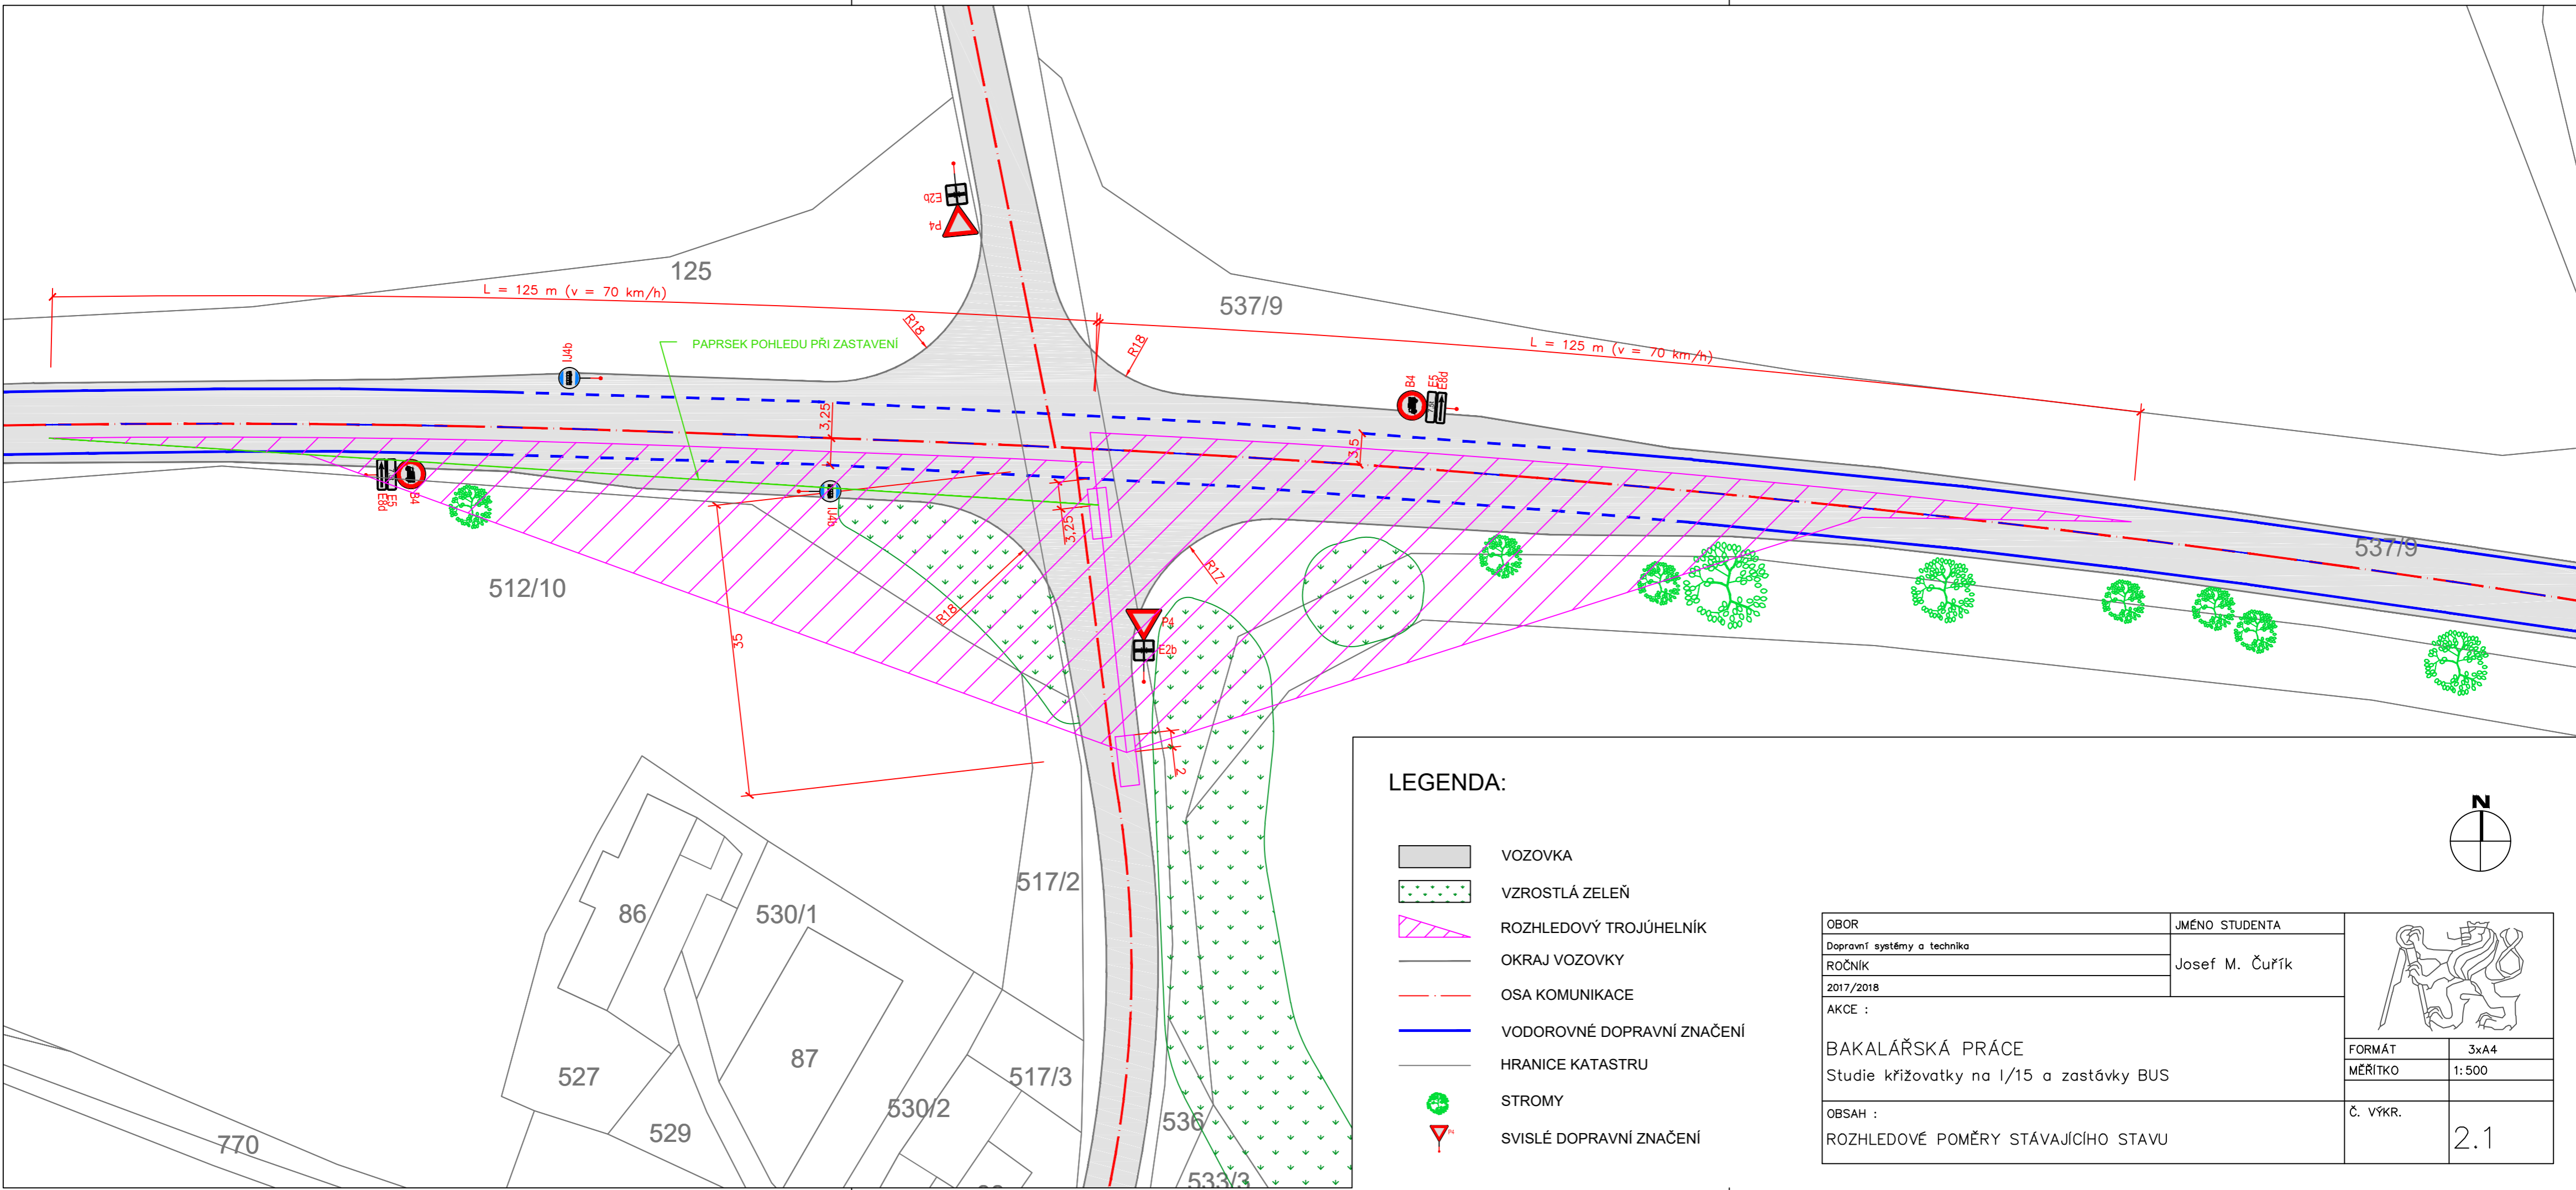 E2b
P4
125
L = 125 m (v = 70 km/h)
537/9
R18
R18
PAPRSEK POHLEDU PŘI ZASTAVENÍ
L = 125 m (v = 70 km/h)
IJ4b
B4
E5
E8d
3,25
3,5
E8d
E5
B4
IJ4b
3,25
537/9
512/10
R18
R17
P4
E2b
35
2
LEGENDA:
N
VOZOVKA
VZROSTLÁ ZELEŇ
ROZHLEDOVÝ TROJÚHELNÍK
OKRAJ VOZOVKY
OSA KOMUNIKACE
VODOROVNÉ DOPRAVNÍ ZNAČENÍ
HRANICE KATASTRU
STROMY
SVISLÉ DOPRAVNÍ ZNAČENÍ
517/2
86
530/1
87
527
517/3
530/2
529
536
770
533/3
OBOR
JMÉNO STUDENTA
Dopravní systémy a technika
ROČNÍK
Josef M. Čuřík
2017/2018
AKCE :
BAKALÁŘSKÁ PRÁCE
Studie křižovatky na I/15 a zastávky BUS
FORMÁT
3xA4
MĚŘÍTKO
1:500
OBSAH :
ROZHLEDOVÉ POMĚRY STÁVAJÍCÍHO STAVU
Č. VÝKR.
2.1